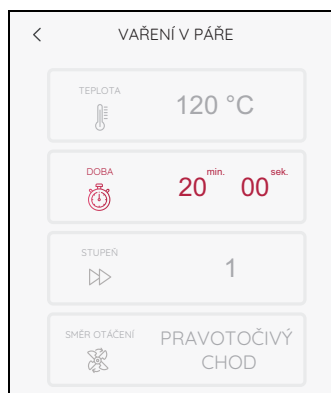 VAŘENÍ V PÁŘE
TEPLOTA
120 °C
DOBA
20 min. 00 sek.
STUPEŇ
1
SMĚR OTÁČENÍ
PRAVOTOČIVÝ
CHOD